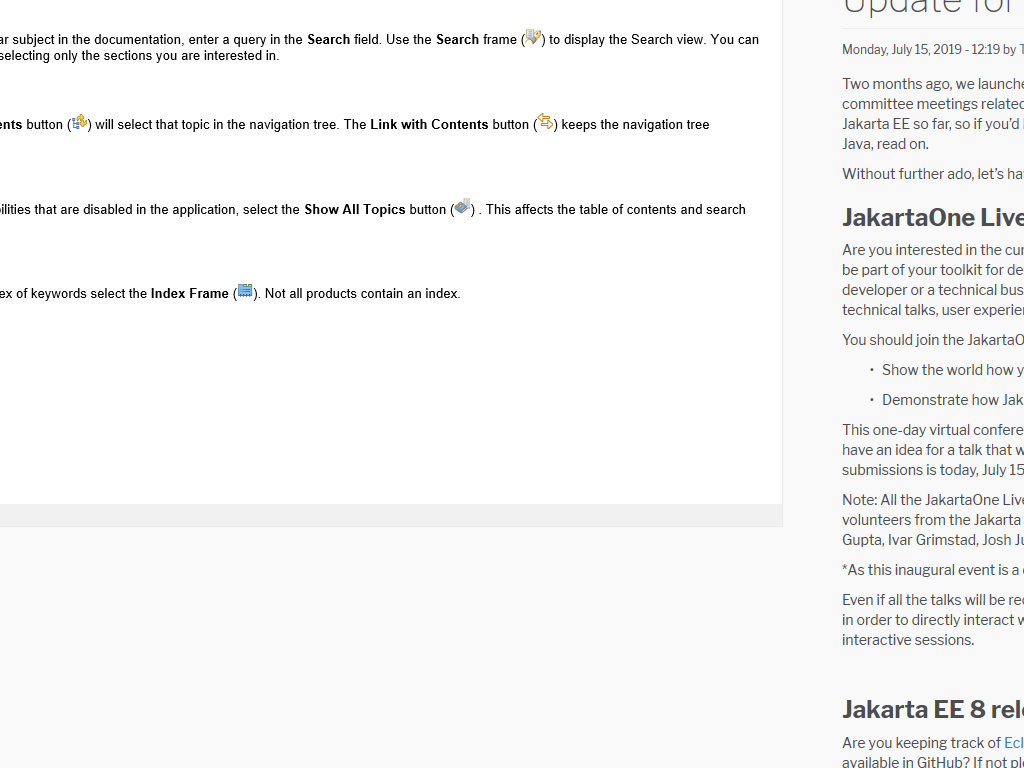 ar subject in the documentation, enter a query in the Search field. Use the Search frame () to display the Search view. You can
selecting only the sections you are interested in.
ents button () will select that topic in the navigation tree. The Link with Contents button () keeps the navigation tree
ilities that are disabled in the application, select the Show All Topics button () . This affects the table of contents and search
ex of keywords select the Index Frame (). Not all products contain an index.
Update for
Monday, July 15, 2019 - 12:19 by T
Two months ago, we launche
committee meetings related
Jakarta EE so far, so if you'd l
Java, read on.
Without further ado, let's ha
JakartaOne Live
Are you interested in the cur
be part of your toolkit for de
developer or a technical bus
technical talks, user experie
You should join the JakartaO
• Show the world how y
• Demonstrate how Jak
This one-day virtual confere
have an idea for a talk that w
submissions is today, July 15
Note: All the JakartaOne Live
volunteers from the Jakarta
Gupta, Ivar Grimstad, Josh Ju
*As this inaugural event is a
Even if all the talks will be re
in order to directly interact w
interactive sessions.
Jakarta EE 8 rele
Are you keeping track of Ecl
available in GitHub? If not ple